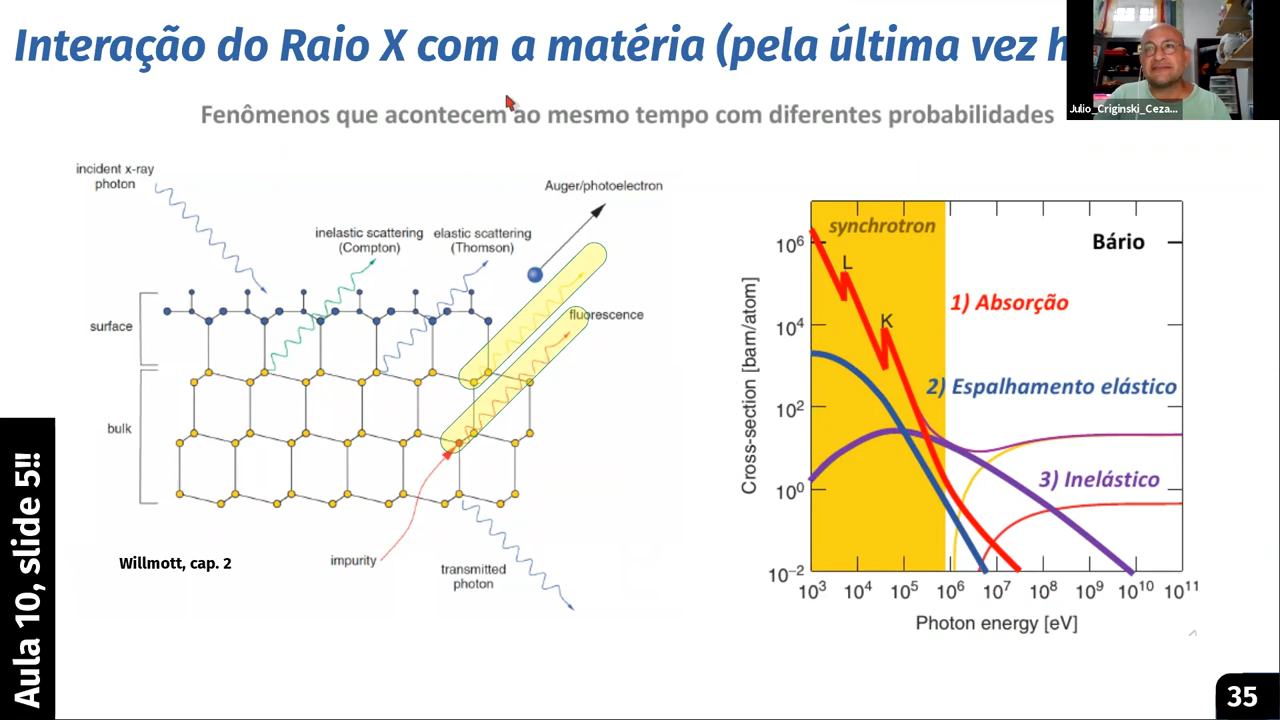 Interação do Raio X com a matéria (pela última vez h
Julio_Criginski_Ceza...
Fenômenos que acontecem ao mesmo tempo com diferentes probabilidades
incident x-ray
photon
inelastic scattering
(Compton)
elastic scattering
(Thomson)
Auger/photoelectron
fluorescence
surface
bulk
impurity
transmitted
photon
Willmott, cap. 2
synchrotron
Bário
L
K
1) Absorção
2) Espalhamento elástico
3) Inelástico
Cross-section [barn/atom]
10⁶
10⁴
10²
10⁰
10⁻²
10³ 10⁴ 10⁵ 10⁶ 10⁷ 10⁸ 10⁹ 10¹⁰ 10¹¹
Photon energy [eV]
Aula 10, slide 5!!
35